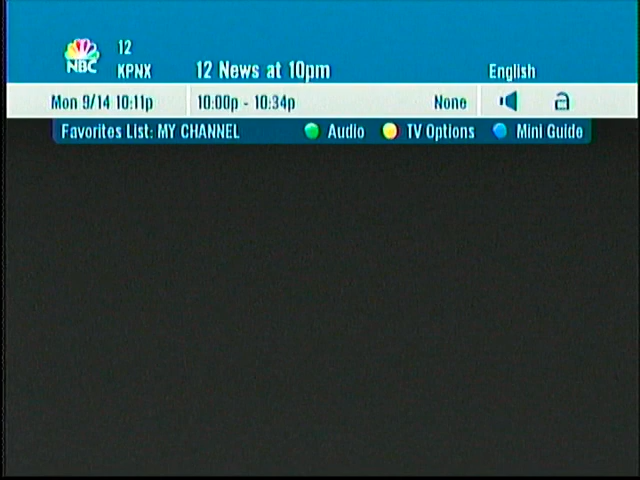 NBC
12
KPNX
12 News at 10pm
English
Mon 9/14 10:11p
10:00p - 10:34p
None
Favorites List: MY CHANNEL
Audio
TV Options
Mini Guide